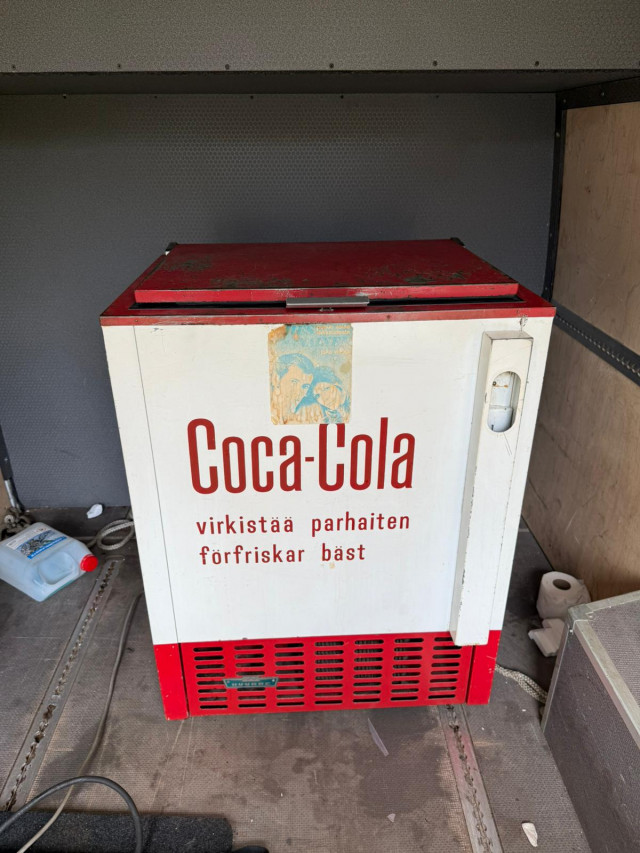 Coca-Cola
virkistää parhaiten
förfriskar bäst